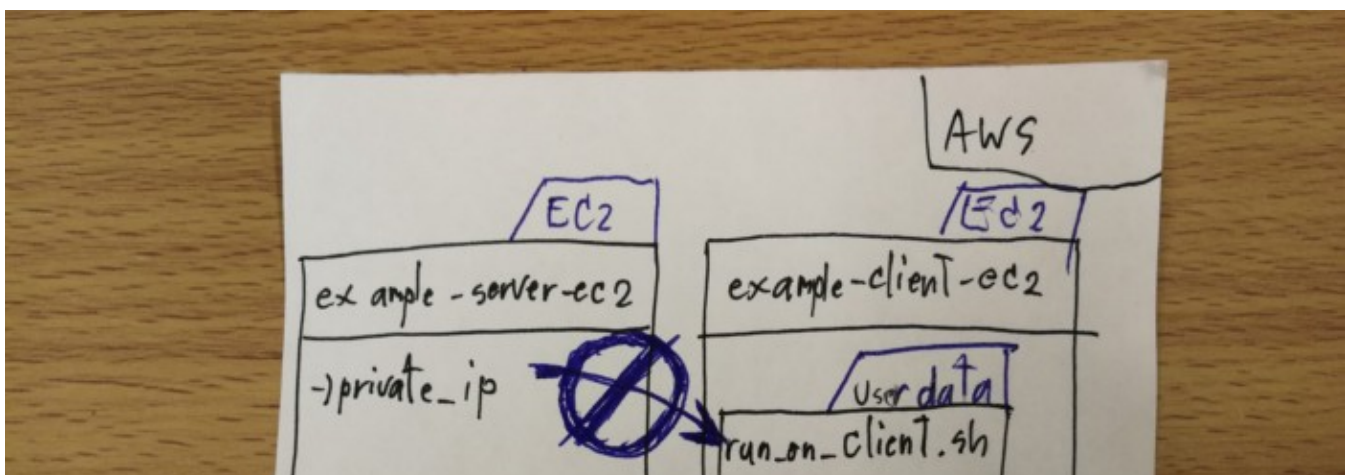 AWS
EC2
EC2
example-server-ec2
example-client-ec2
->private_ip
user data
run_on_client.sh